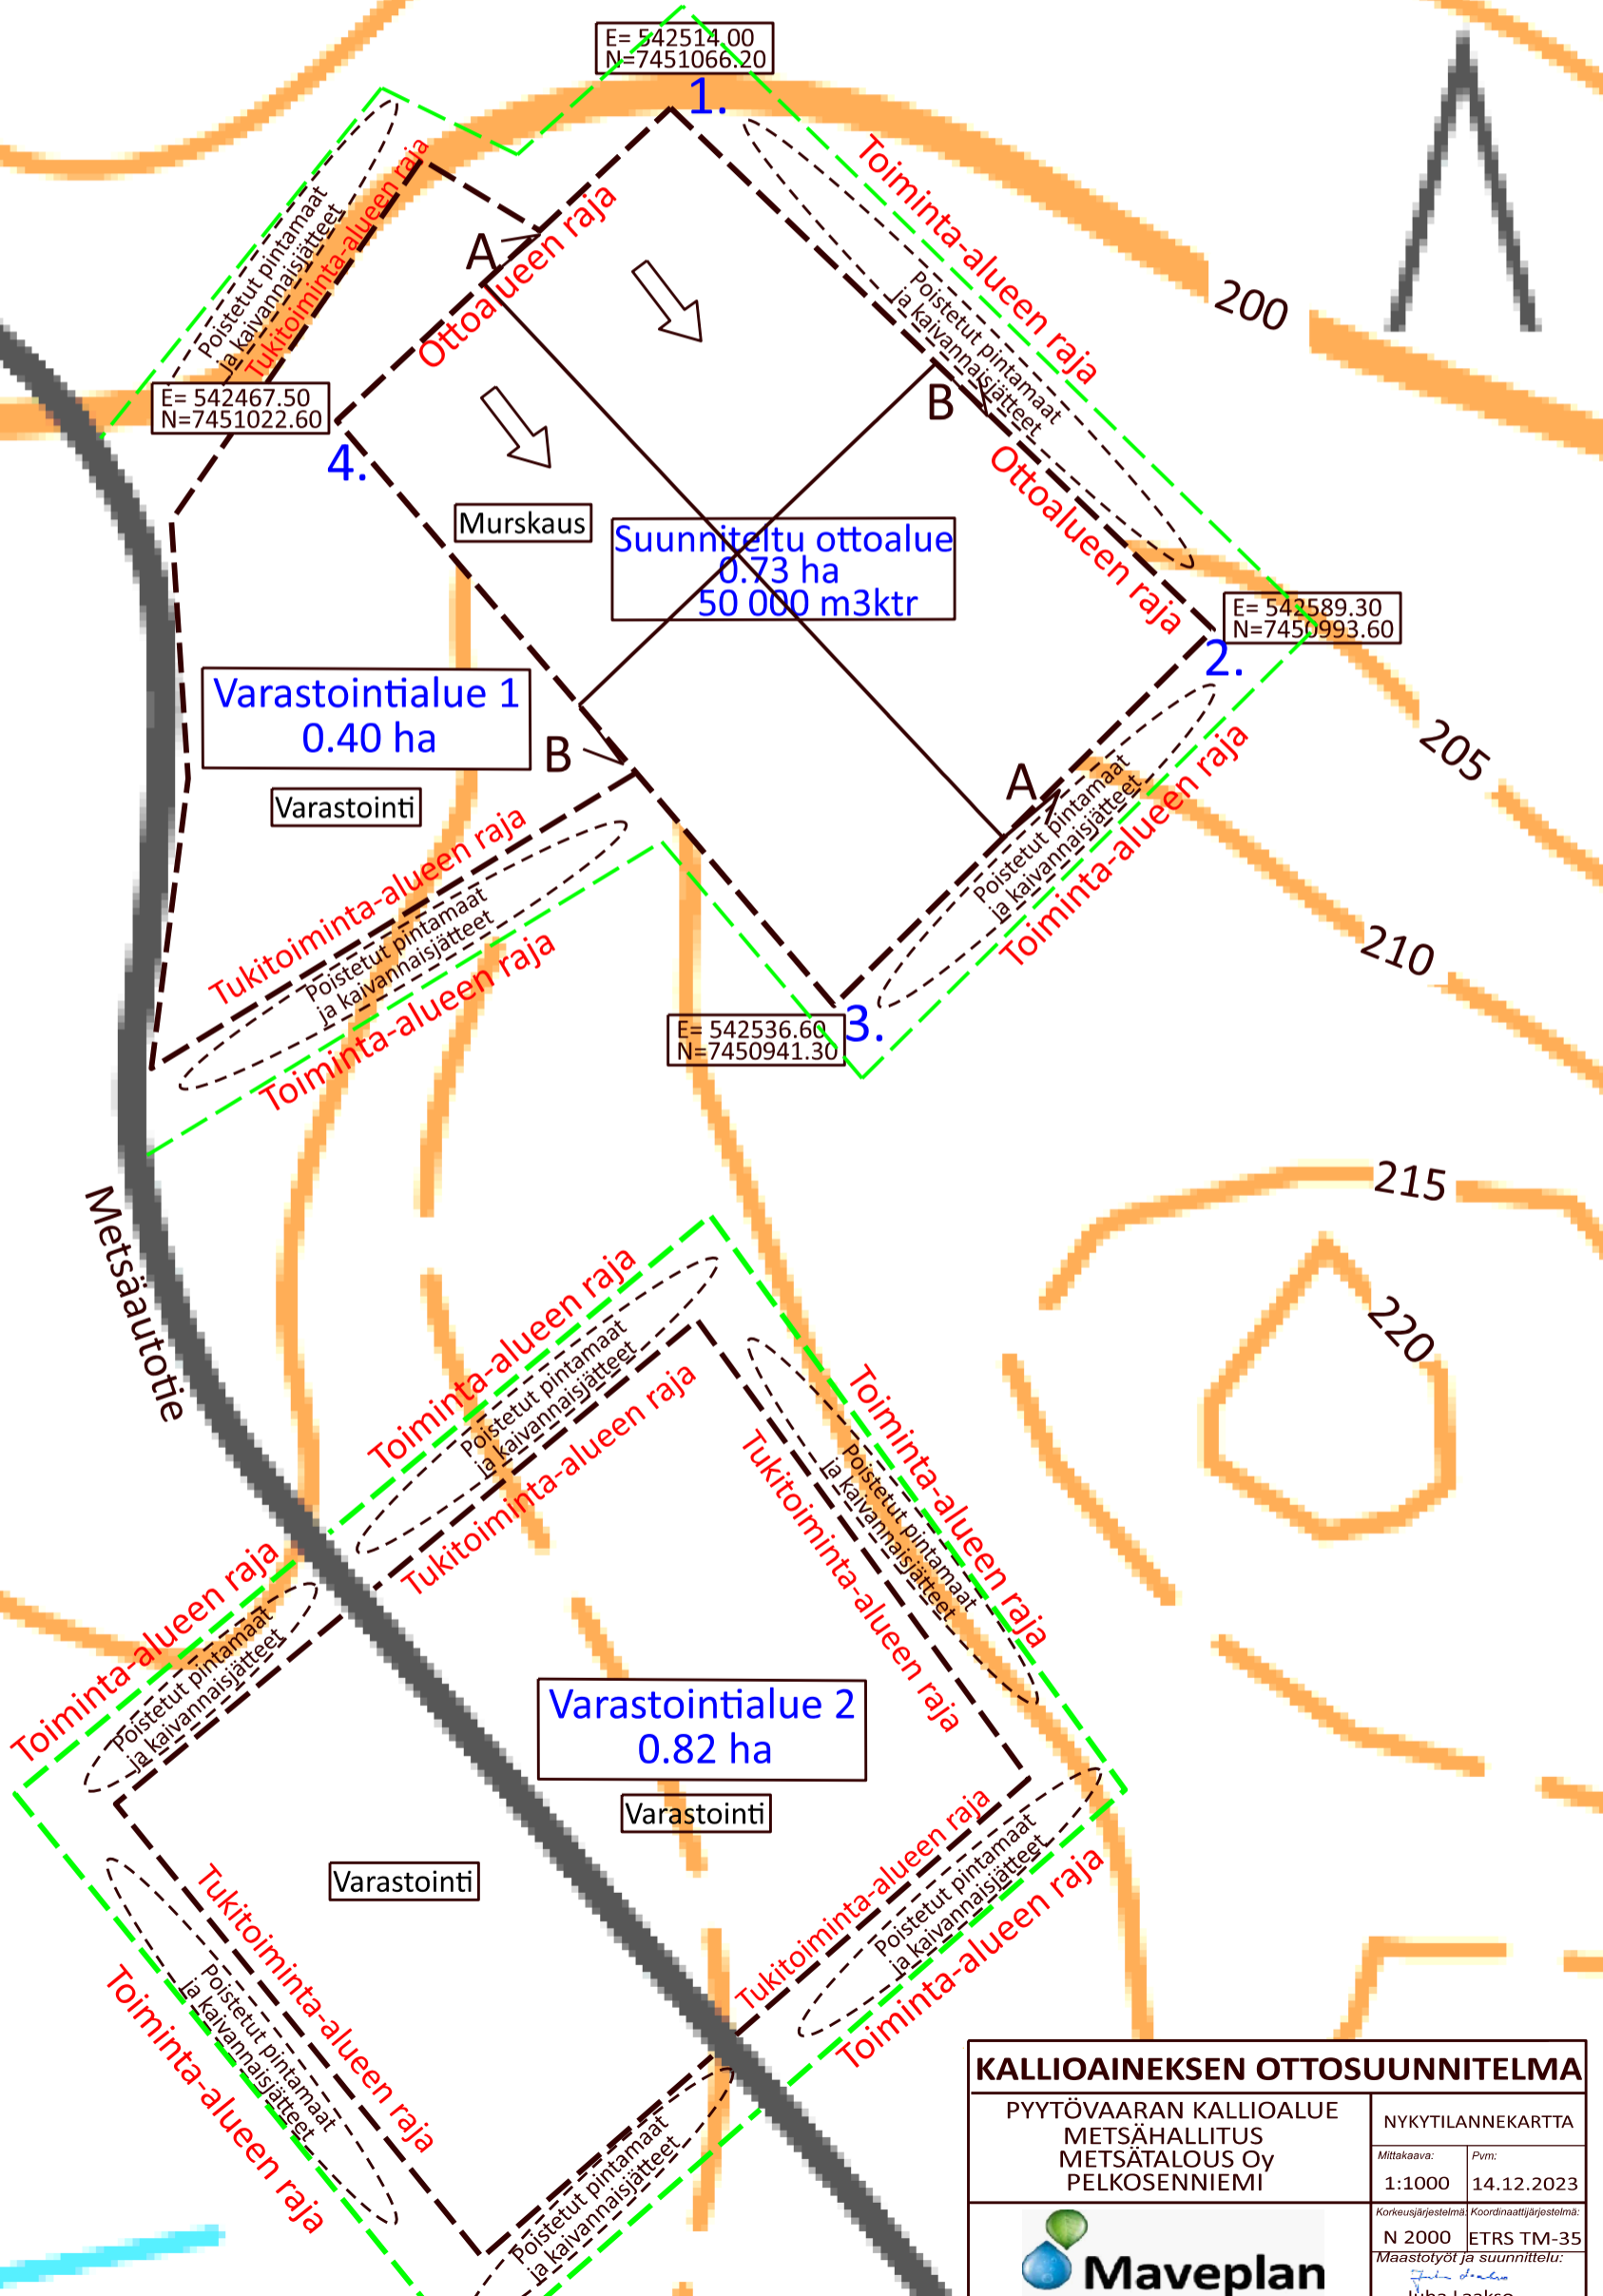 E= 542514.00
N=7451066.20
1.
Toiminta-alueen raja
Poistetut pintamaat
ja kaivannaisjätteet
Tukitoiminta-alueen raja
A
Ottoalueen raja
Poistetut pintamaat
ja kaivannaisjätteet
200
E= 542467.50
N=7451022.60
4.
B
Ottoalueen raja
Murskaus
Suunniteltu ottoalue
0.73 ha
50 000 m3ktr
E= 542589.30
N=7450993.60
2.
Varastointialue 1
0.40 ha
B
A
205
Varastointi
Tukitoiminta-alueen raja
Poistetut pintamaat
ja kaivannaisjätteet
Toiminta-alueen raja
Poistetut pintamaat
ja kaivannaisjätteet
Toiminta-alueen raja
210
E= 542536.60
N=7450941.30
3.
Metsäautotie
215
220
Toiminta-alueen raja
Poistetut pintamaat
ja kaivannaisjätteet
Tukitoiminta-alueen raja
Toiminta-alueen raja
Poistetut pintamaat
ja kaivannaisjätteet
Tukitoiminta-alueen raja
Toiminta-alueen raja
Poistetut pintamaat
ja kaivannaisjätteet
Varastointialue 2
0.82 ha
Varastointi
Varastointi
Tukitoiminta-alueen raja
Poistetut pintamaat
ja kaivannaisjätteet
Toiminta-alueen raja
Tukitoiminta-alueen raja
Poistetut pintamaat
ja kaivannaisjätteet
Toiminta-alueen raja
Poistetut pintamaat
ja kaivannaisjätteet
KALLIOAINEKSEN OTTOSUUNNITELMA
PYYTÖVAARAN KALLIOALUE
METSÄHALLITUS
METSÄTALOUS Oy
PELKOSENNIEMI
NYKYTILANNEKARTTA
Mittakaava:
1:1000
Pvm:
14.12.2023
Korkeusjärjestelmä:
N 2000
Koordinaattijärjestelmä:
ETRS TM-35
Maastotyöt ja suunnittelu:
Juha Laakso
Maveplan